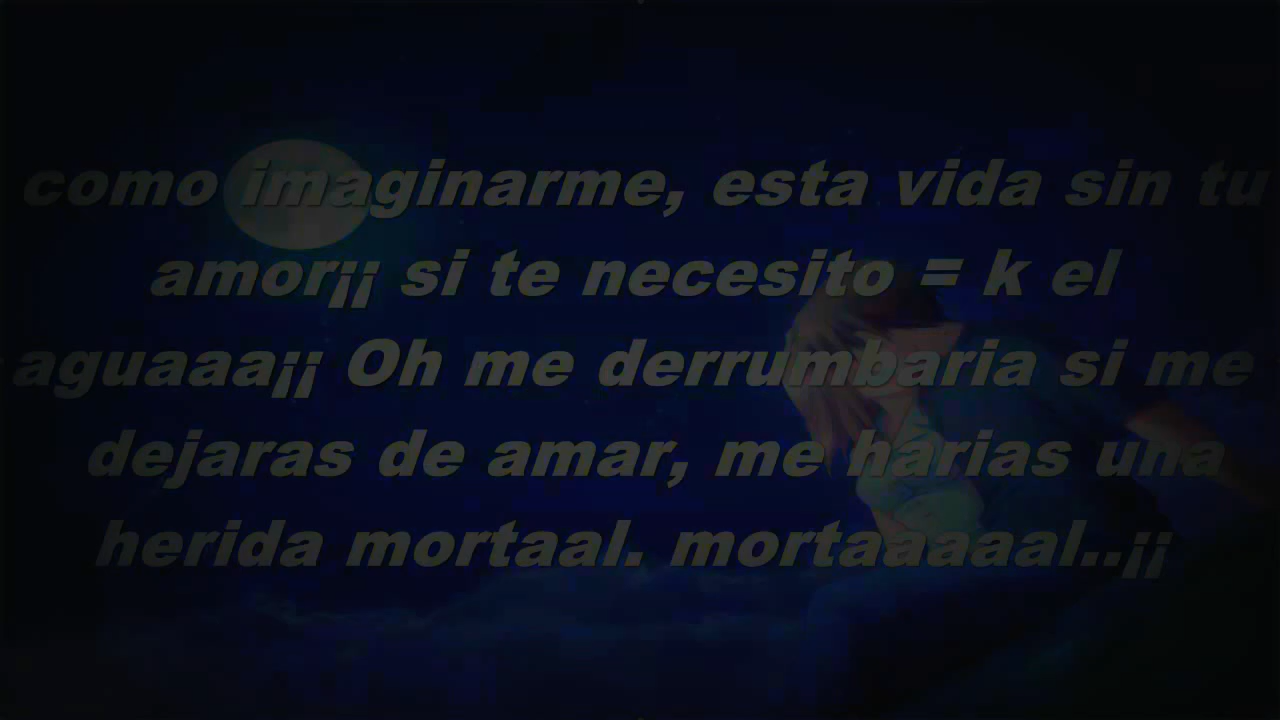 como imaginarme, esta vida sin tu
amor¡¡ si te necesito = k el
aguaaa¡¡ Oh me derrumbaria si me
dejaras de amar, me harias una
herida mortaal. mortaaaaal..¡¡